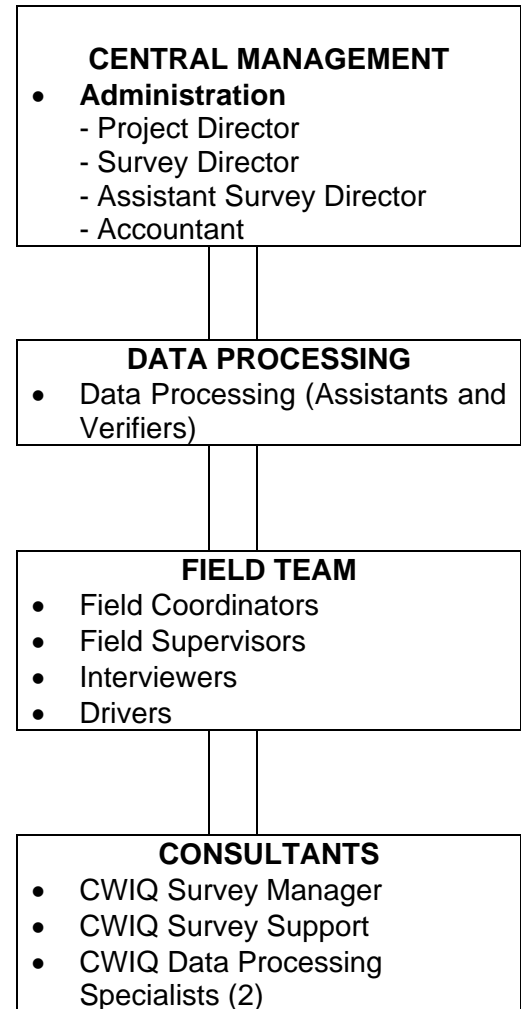 CENTRAL MANAGEMENT
• Administration
- Project Director
- Survey Director
- Assistant Survey Director
- Accountant
DATA PROCESSING
• Data Processing (Assistants and
Verifiers)
FIELD TEAM
• Field Coordinators
• Field Supervisors
• Interviewers
• Drivers
CONSULTANTS
• CWIQ Survey Manager
• CWIQ Survey Support
• CWIQ Data Processing
Specialists (2)